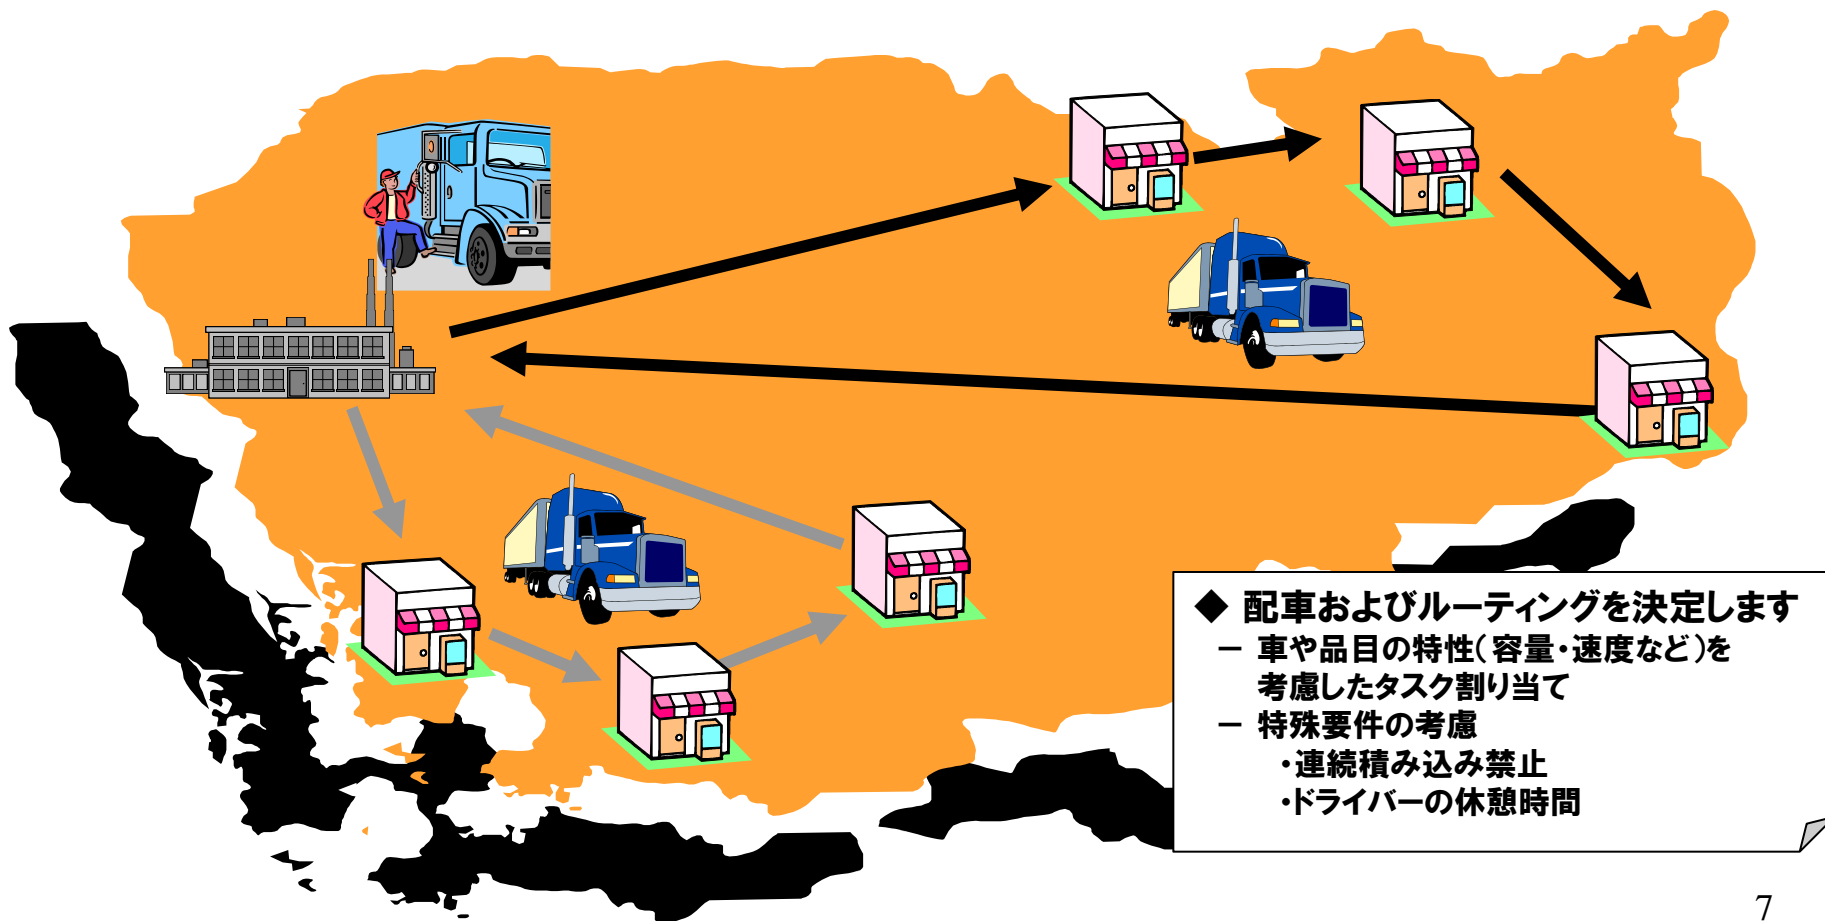 ◆ 配車およびルーティングを決定します
－ 車や品目の特性（容量・速度など）を
考慮したタスク割り当て
－ 特殊要件の考慮
・連続積み込み禁止
・ドライバーの休憩時間
7